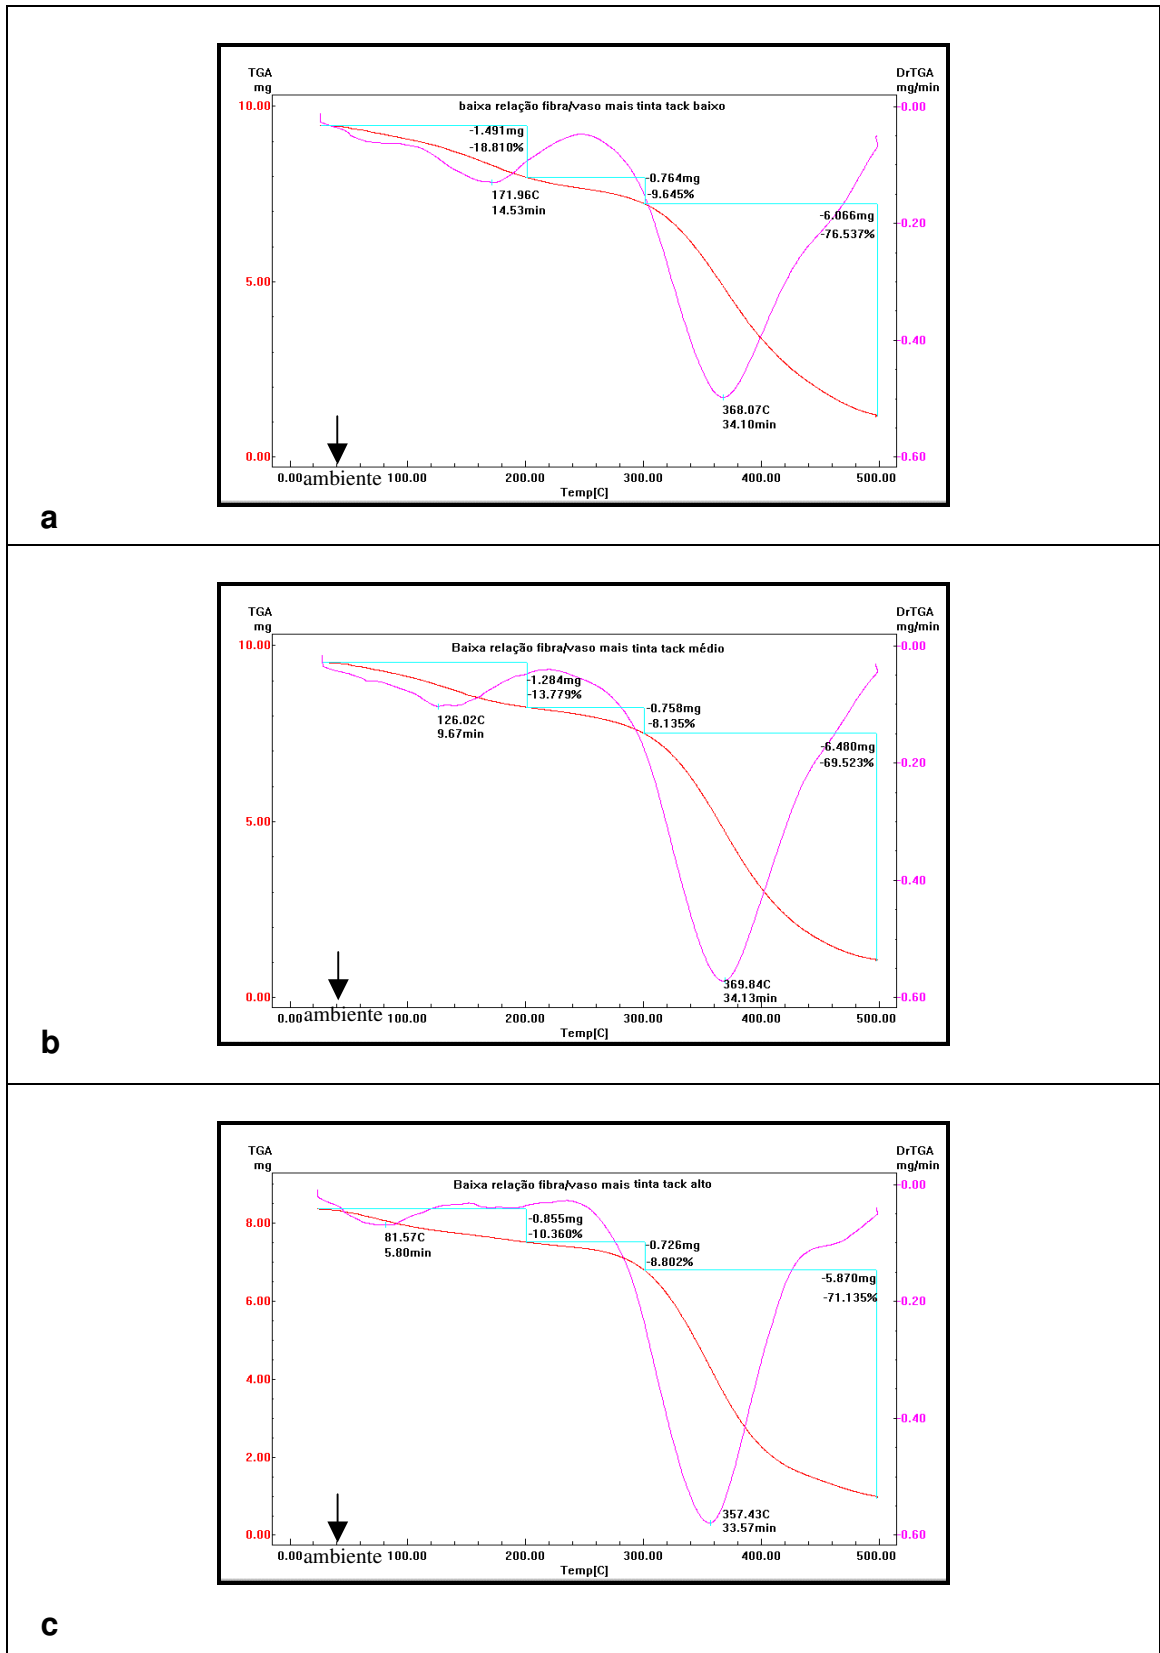 TGA
mg
DrTGA
mg/min
baixa relação fibra/vaso mais tinta tack baixo
10.00
0.00
-1.491mg
-18.810%
171.96C
14.53min
-0.764mg
-9.645%
-6.066mg
-76.537%
0.20
5.00
0.40
368.07C
34.10min
0.00
0.60
0.00 ambiente 100.00 200.00 300.00 400.00 500.00
Temp[C]
a
TGA
mg
DrTGA
mg/min
Baixa relação fibra/vaso mais tinta tack médio
10.00
0.00
-1.284mg
-13.779%
126.02C
9.67min
-0.758mg
-8.135%
-6.480mg
-69.523%
0.20
5.00
0.40
369.84C
34.13min
0.00
0.60
0.00 ambiente 100.00 200.00 300.00 400.00 500.00
Temp[C]
b
TGA
mg
DrTGA
mg/min
Baixa relação fibra/vaso mais tinta tack alto
0.00
8.00
-0.855mg
-10.360%
81.57C
5.80min
-0.726mg
-8.802%
-5.870mg
-71.135%
6.00
0.20
4.00
0.40
2.00
357.43C
33.57min
0.00
0.60
0.00 ambiente 100.00 200.00 300.00 400.00 500.00
Temp[C]
c